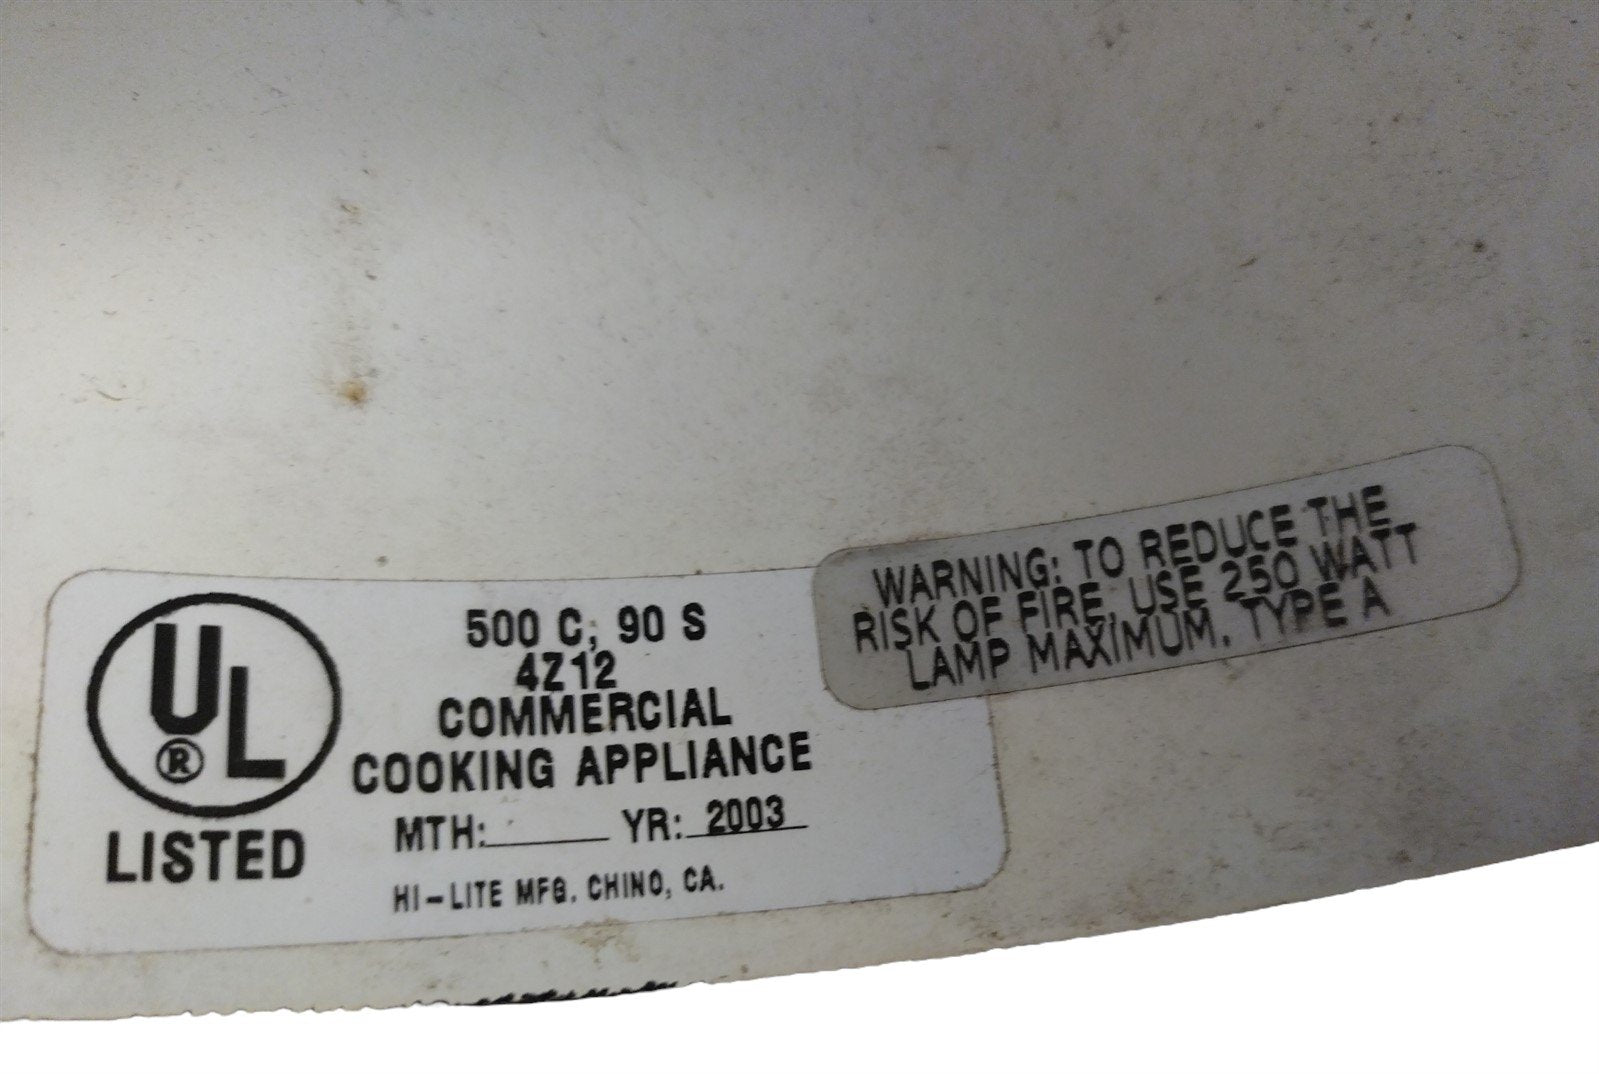 UL
®
LISTED
500 C, 90 S
4Z12
COMMERCIAL
COOKING APPLIANCE
MTH:______ YR: 2003
HI-LITE MFG. CHINO, CA.
WARNING: TO REDUCE THE
RISK OF FIRE, USE 250 WATT
LAMP MAXIMUM. TYPE A